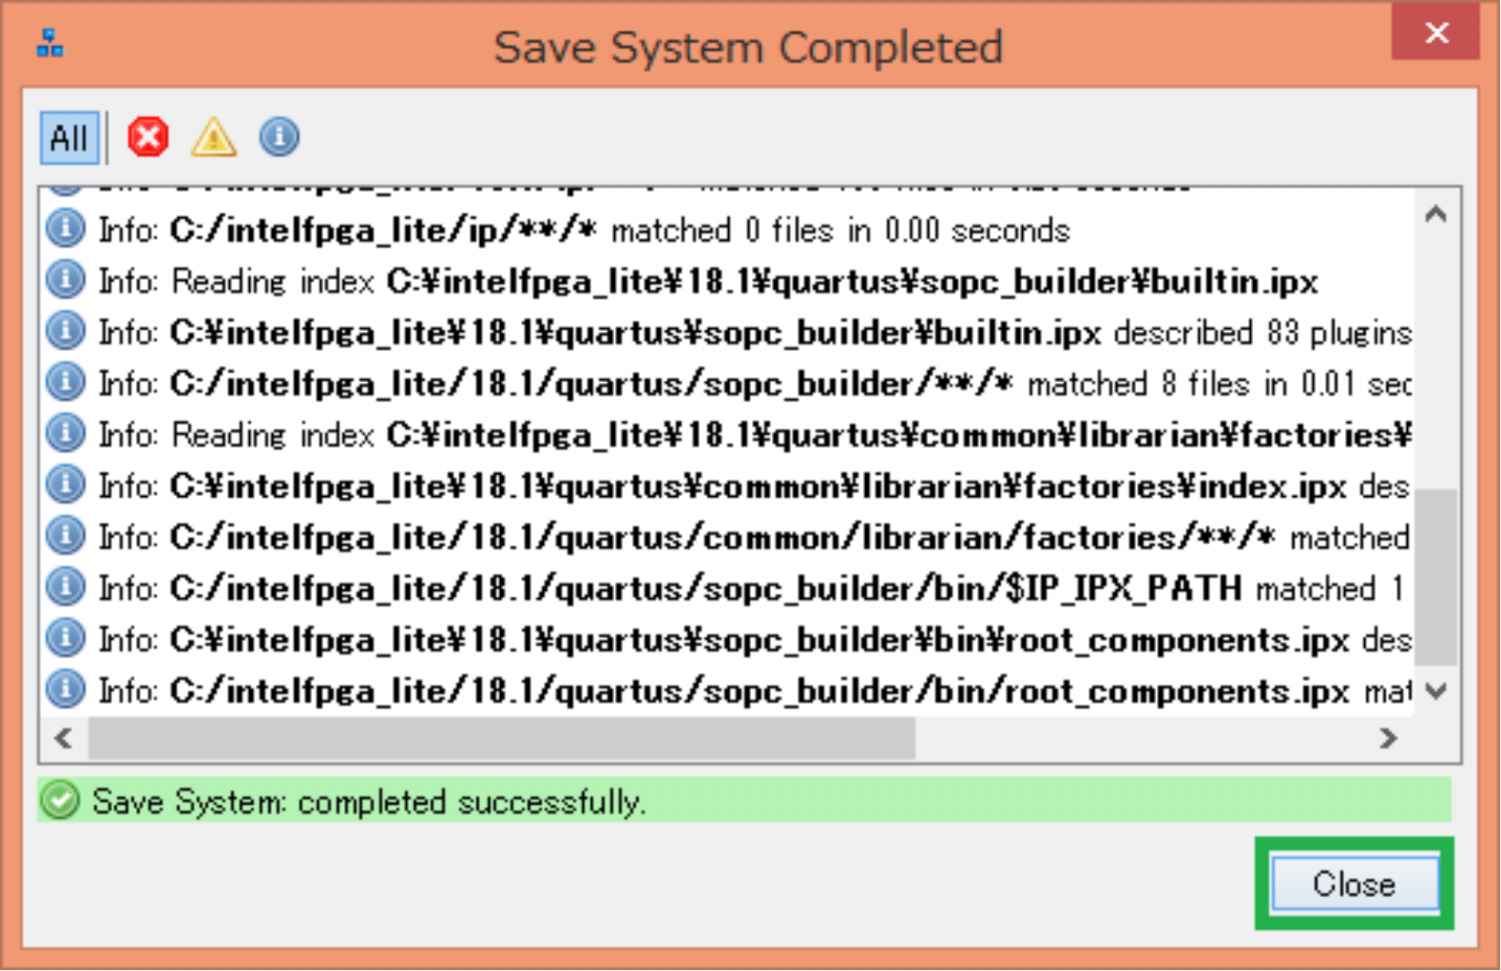 Save System Completed
All
Info: C:/intelfpga_lite/ip/**/* matched 0 files in 0.00 seconds
Info: Reading index C:¥intelfpga_lite¥18.1¥quartus¥sopc_builder¥builtin.ipx
Info: C:¥intelfpga_lite¥18.1¥quartus¥sopc_builder¥builtin.ipx described 83 plugins
Info: C:/intelfpga_lite/18.1/quartus/sopc_builder/**/* matched 8 files in 0.01 sec
Info: Reading index C:¥intelfpga_lite¥18.1¥quartus¥common¥librarian¥factories¥
Info: C:¥intelfpga_lite¥18.1¥quartus¥common¥librarian¥factories¥index.ipx des
Info: C:/intelfpga_lite/18.1/quartus/common/librarian/factories/**/* matched
Info: C:/intelfpga_lite/18.1/quartus/sopc_builder/bin/$IP_IPX_PATH matched 1
Info: C:¥intelfpga_lite¥18.1¥quartus¥sopc_builder¥bin¥root_components.ipx des
Info: C:/intelfpga_lite/18.1/quartus/sopc_builder/bin/root_components.ipx mat
Save System: completed successfully.
Close